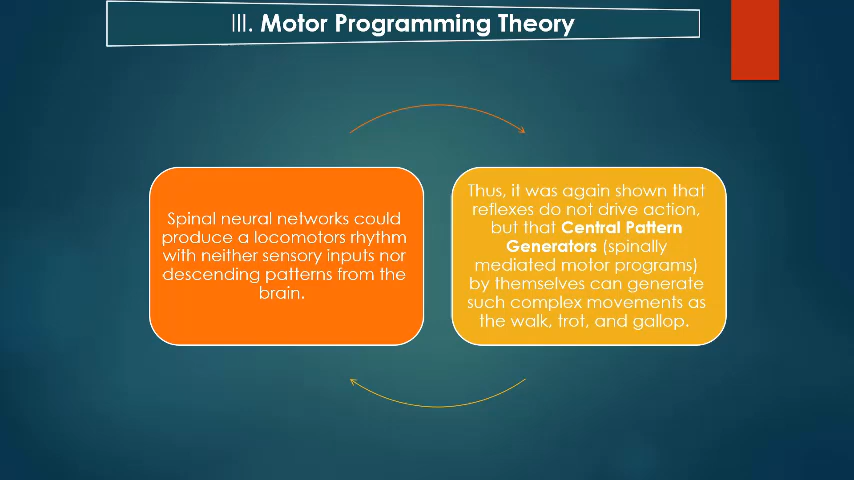 III. Motor Programming Theory
Spinal neural networks could
produce a locomotors rhythm
with neither sensory inputs nor
descending patterns from the
brain.
Thus, it was again shown that
reflexes do not drive action,
but that Central Pattern
Generators (spinally
mediated motor programs)
by themselves can generate
such complex movements as
the walk, trot, and gallop.